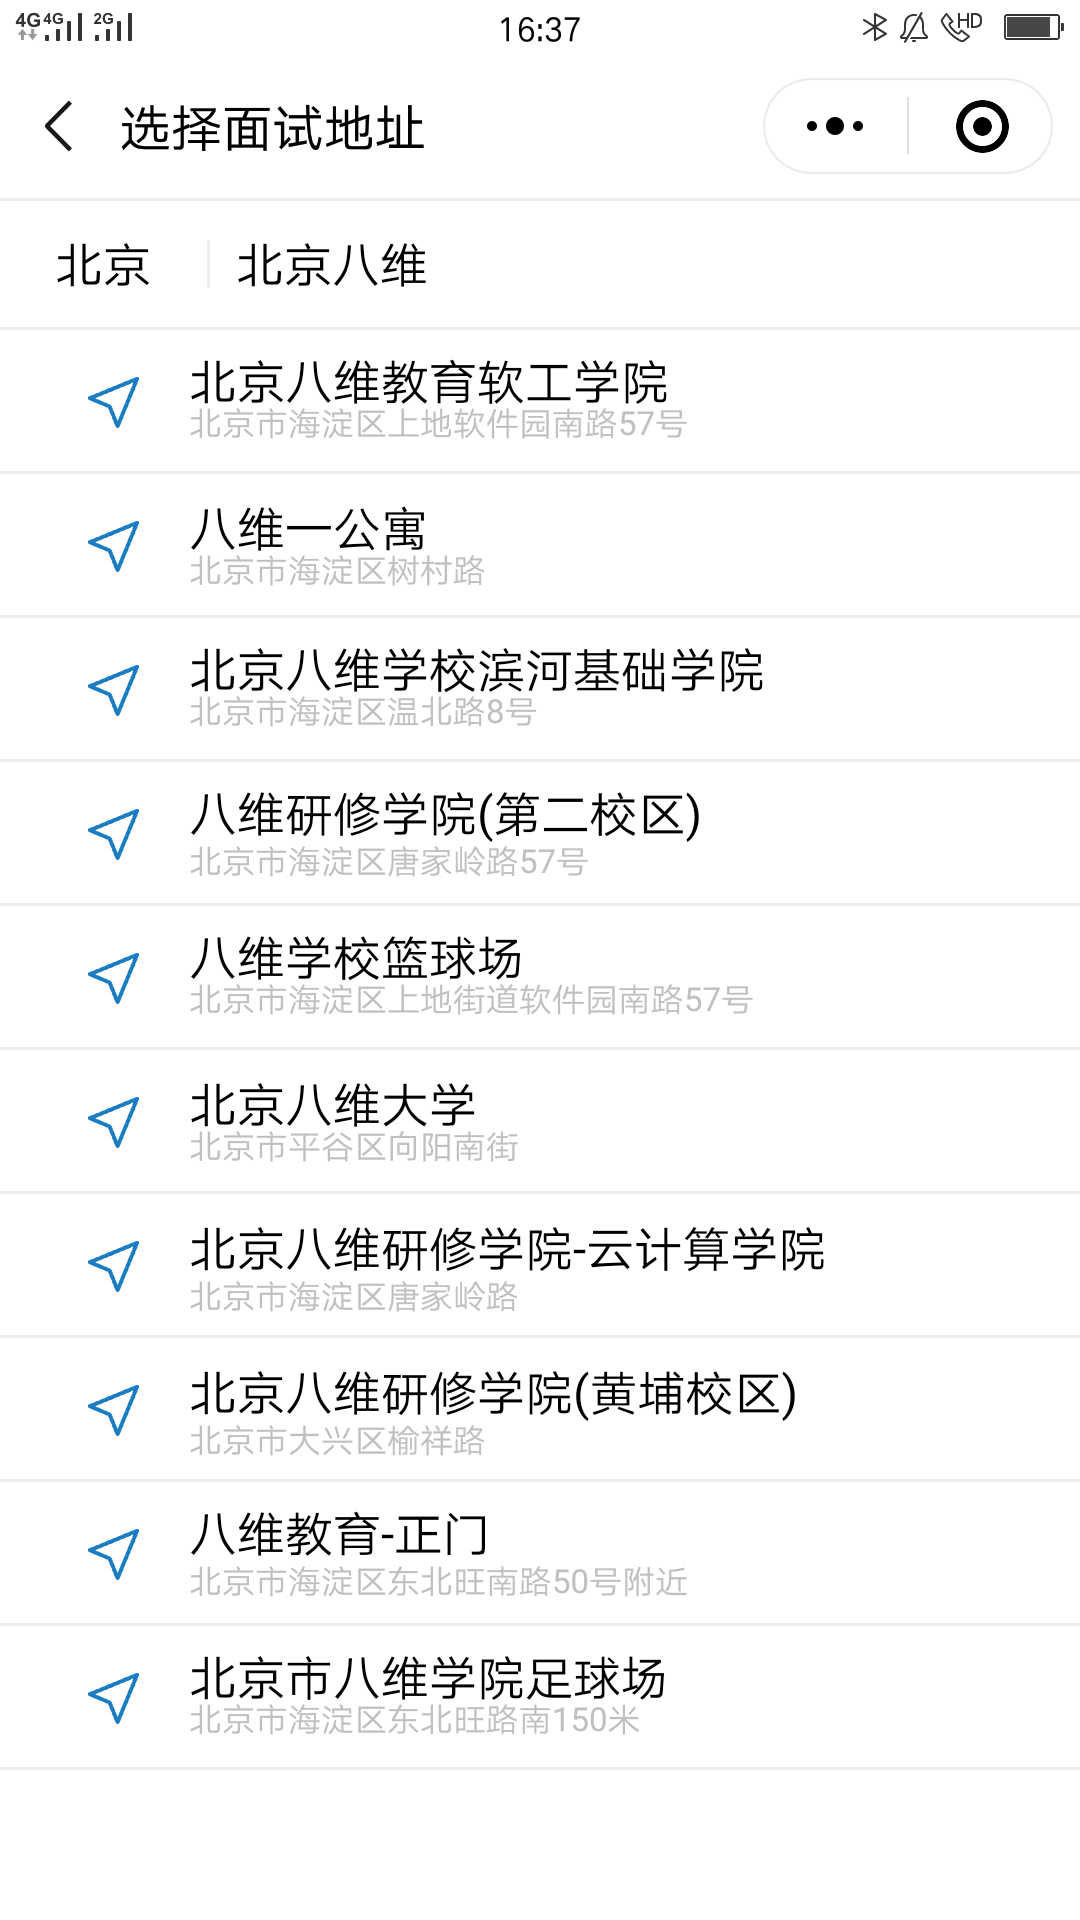 4G 4G 2G 16:37 HD
选择面试地址
北京 北京八维
北京八维教育软工学院
北京市海淀区上地软件园南路57号
八维一公寓
北京市海淀区树村路
北京八维学校滨河基础学院
北京市海淀区温北路8号
八维研修学院(第二校区)
北京市海淀区唐家岭路57号
八维学校篮球场
北京市海淀区上地街道软件园南路57号
北京八维大学
北京市平谷区向阳南街
北京八维研修学院-云计算学院
北京市海淀区唐家岭路
北京八维研修学院(黄埔校区)
北京市大兴区榆祥路
八维教育-正门
北京市海淀区东北旺南路50号附近
北京市八维学院足球场
北京市海淀区东北旺路南150米